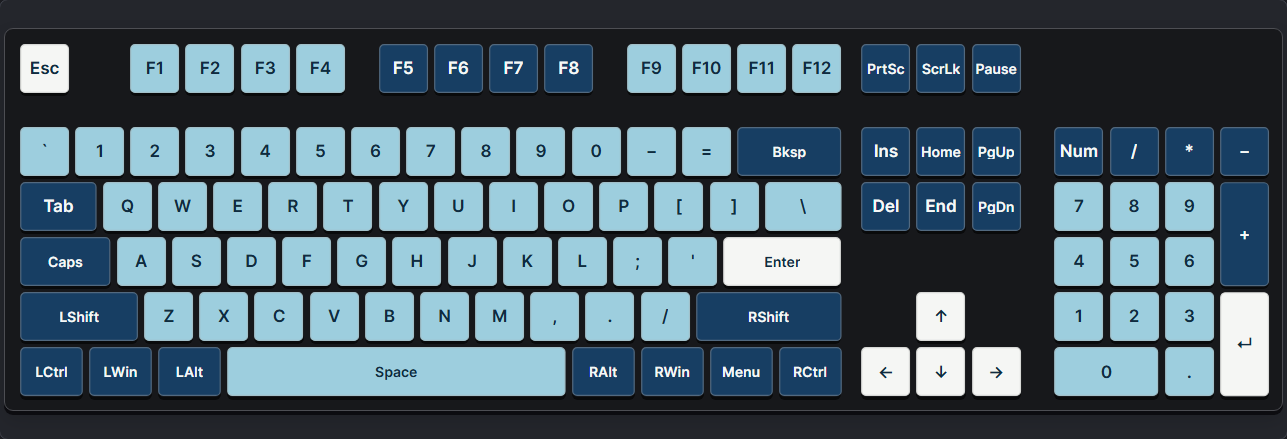 Esc F1 F2 F3 F4 F5 F6 F7 F8 F9 F10 F11 F12 PrtSc ScrLk Pause
` 1 2 3 4 5 6 7 8 9 0 − = Bksp Ins Home PgUp Num / * −
Tab Q W E R T Y U I O P [ ] \ Del End PgDn 7 8 9 +
Caps A S D F G H J K L ; ' Enter 4 5 6
LShift Z X C V B N M , . / RShift ↑ 1 2 3 ↵
LCtrl LWin LAlt Space RAlt RWin Menu RCtrl ← ↓ → 0 .